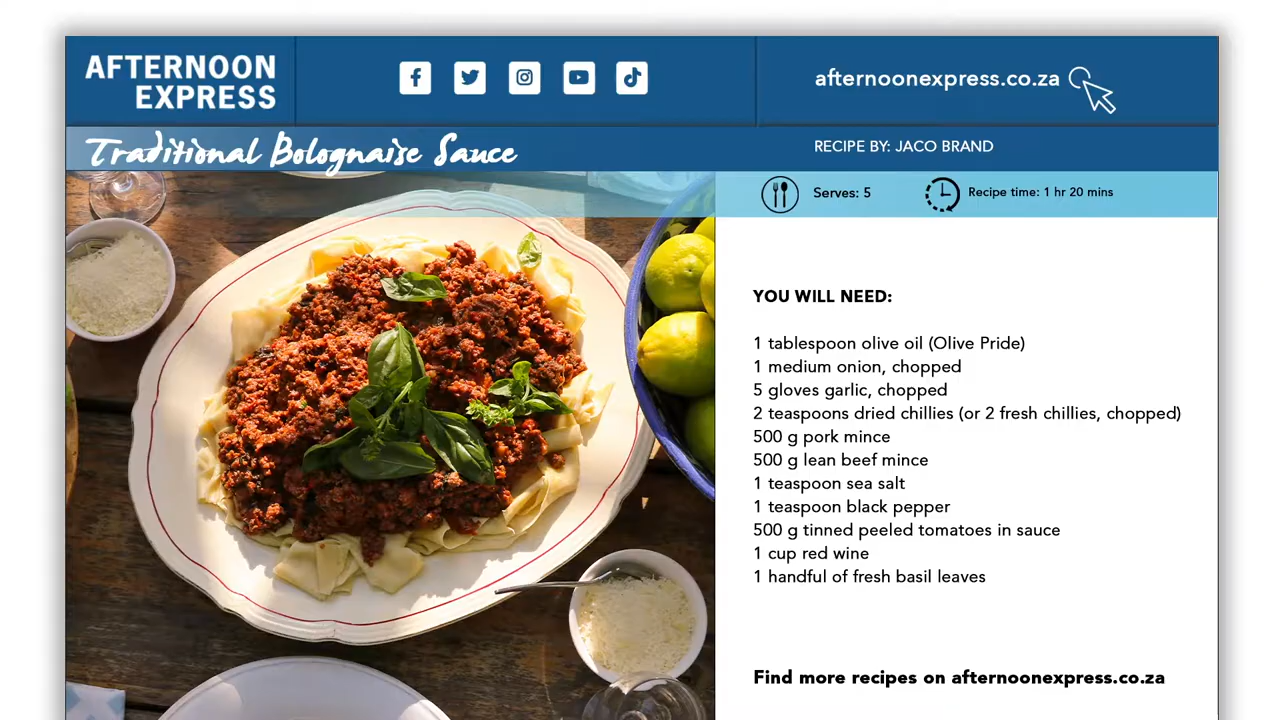 AFTERNOON
EXPRESS
afternoonexpress.co.za
Traditional Bolognaise Sauce
RECIPE BY: JACO BRAND
Serves: 5
Recipe time: 1 hr 20 mins
YOU WILL NEED:
1 tablespoon olive oil (Olive Pride)
1 medium onion, chopped
5 gloves garlic, chopped
2 teaspoons dried chillies (or 2 fresh chillies, chopped)
500 g pork mince
500 g lean beef mince
1 teaspoon sea salt
1 teaspoon black pepper
500 g tinned peeled tomatoes in sauce
1 cup red wine
1 handful of fresh basil leaves
Find more recipes on afternoonexpress.co.za